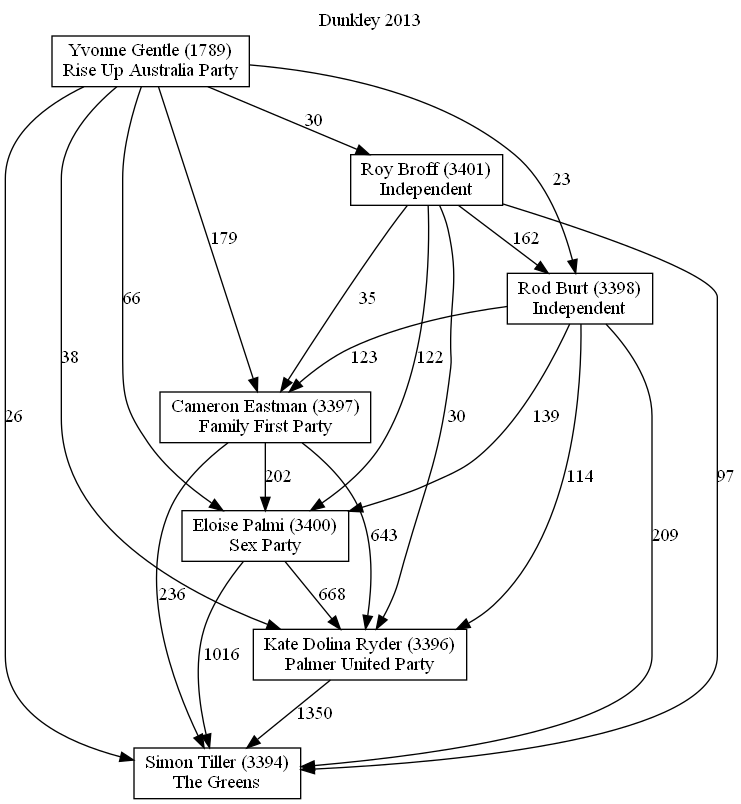 Dunkley 2013
Yvonne Gentle (1789)
Rise Up Australia Party
30
Roy Broff (3401)
Independent
23
179
162
Rod Burt (3398)
Independent
66
35
38
123
122
Cameron Eastman (3397)
Family First Party
26
30
139
202
114
97
Eloise Palmi (3400)
Sex Party
643
209
236
668
Kate Dolina Ryder (3396)
Palmer United Party
1016
1350
Simon Tiller (3394)
The Greens